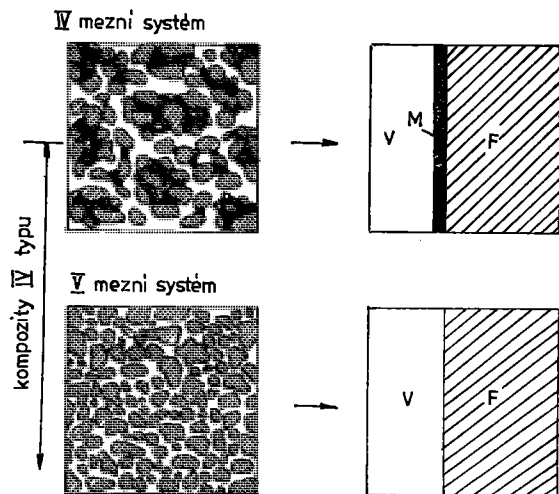 IV mezní systém
V
M
F
kompozity IV typu
V mezní systém
V
F